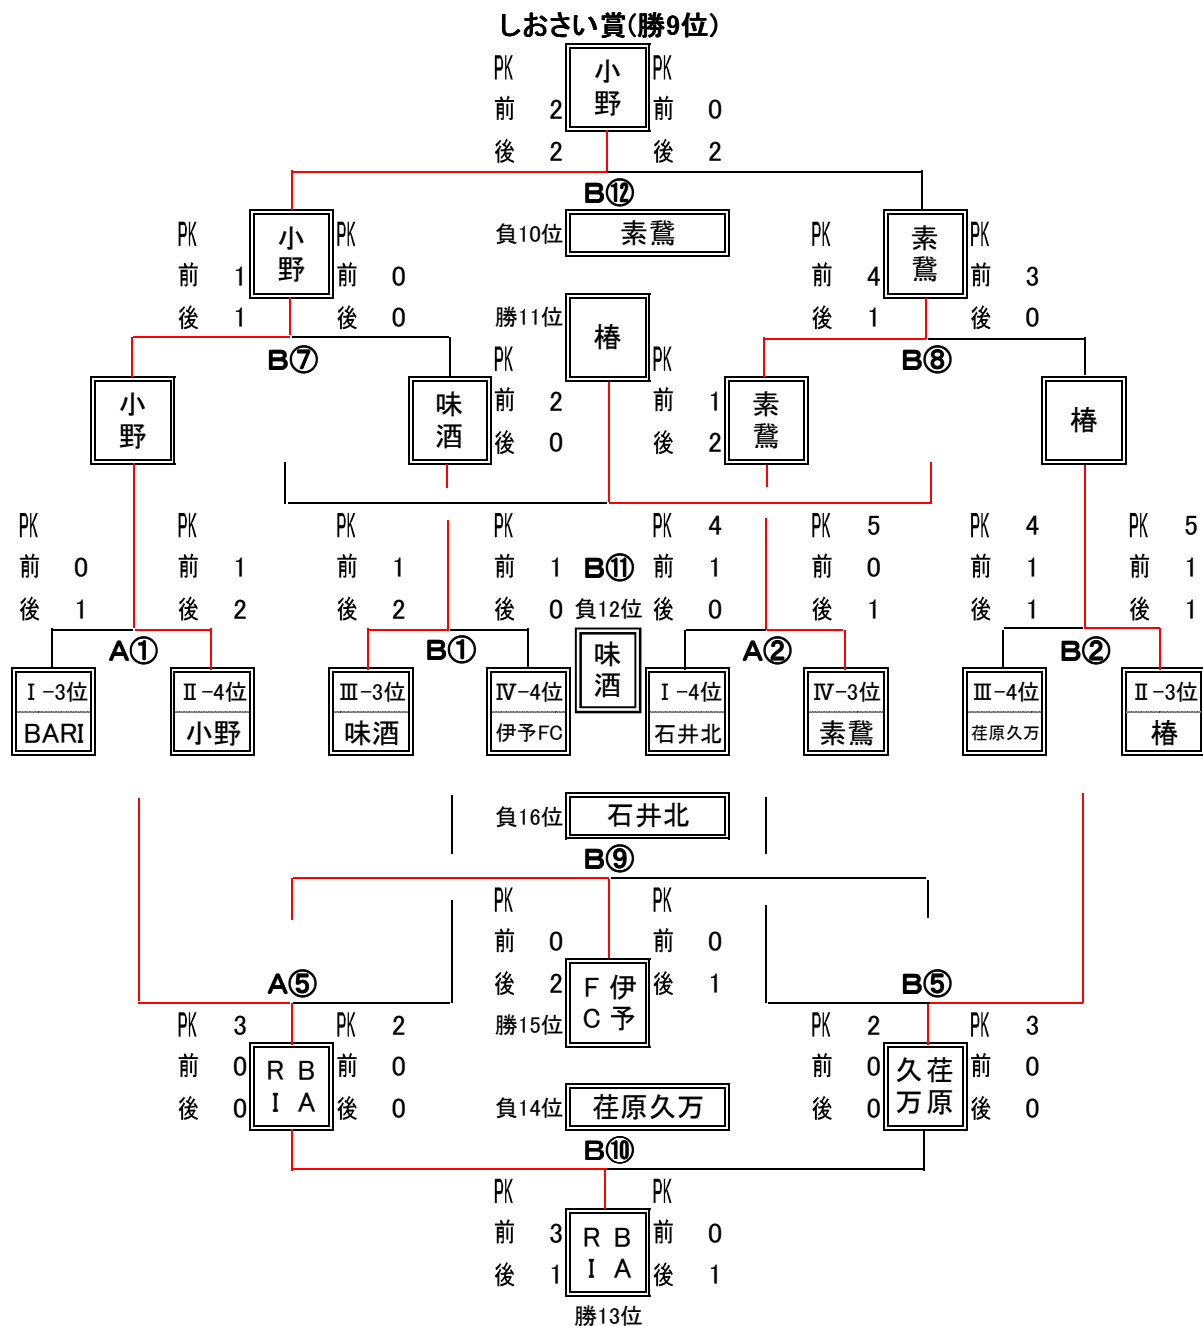 しおさい賞(勝9位)
PK 小野 PK
前 2 前 0
後 2 後 2
B⑫
負10位 素鵞
PK 小野 PK
前 1 前 0
後 1 後 0
B⑦
PK 素鵞 PK
前 4 前 3
後 1 後 0
B⑧
勝11位 椿
PK PK
前 2 前 1
後 0 後 2
小野 味酒 素鵞 椿
PK PK PK PK PK 4 PK 5 PK 4 PK 5
前 0 前 1 前 1 前 1 B⑪ 前 1 前 0 前 1 前 1
後 1 後 2 後 2 後 0 負12位 後 0 後 1 後 1 後 1
A① B① 味酒 A② B②
Ⅰ-3位 Ⅱ-4位 Ⅲ-3位 Ⅳ-4位 Ⅰ-4位 Ⅳ-3位 Ⅲ-4位 Ⅱ-3位
BARI 小野 味酒 伊予FC 石井北 素鵞 荏原久万 椿
負16位 石井北
B⑨
PK PK
前 0 前 0
後 2 伊予FC 後 1
勝15位
A⑤ B⑤
PK 3 PK 2 PK 2 PK 3
前 0 BARI 前 0 前 0 荏原久万 前 0
後 0 後 0 後 0 後 0
負14位 荏原久万
B⑩
PK PK
前 3 BARI 前 0
後 1 後 1
勝13位